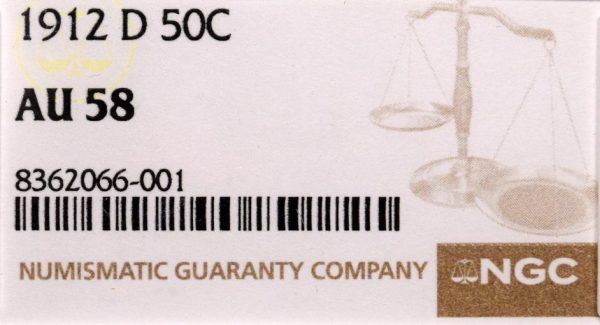 1912 D 50C
AU 58
8362066-001
NUMISMATIC GUARANTY COMPANY
NGC